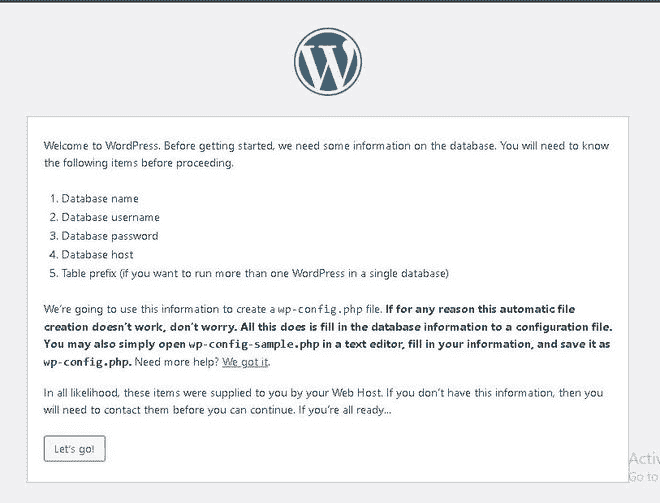 Welcome to WordPress. Before getting started, we need some information on the database. You will need to know
the following items before proceeding.
1. Database name
2. Database username
3. Database password
4. Database host
5. Table prefix (if you want to run more than one WordPress in a single database)
We're going to use this information to create a wp-config.php file. If for any reason this automatic file
creation doesn't work, don't worry. All this does is fill in the database information to a configuration file.
You may also simply open wp-config-sample.php in a text editor, fill in your information, and save it as
wp-config.php. Need more help? We got it.
In all likelihood, these items were supplied to you by your Web Host. If you don't have this information, then you
will need to contact them before you can continue. If you're all ready...
Let's go!
Activ
Go to